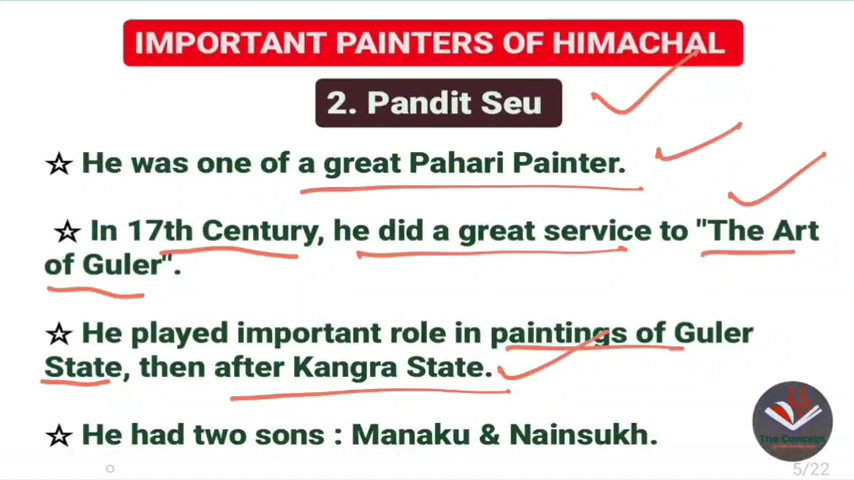 IMPORTANT PAINTERS OF HIMACHAL
2. Pandit Seu
☆ He was one of a great Pahari Painter.
☆ In 17th Century, he did a great service to "The Art
of Guler".
☆ He played important role in paintings of Guler
State, then after Kangra State.
☆ He had two sons : Manaku & Nainsukh.
The Concept
5/22